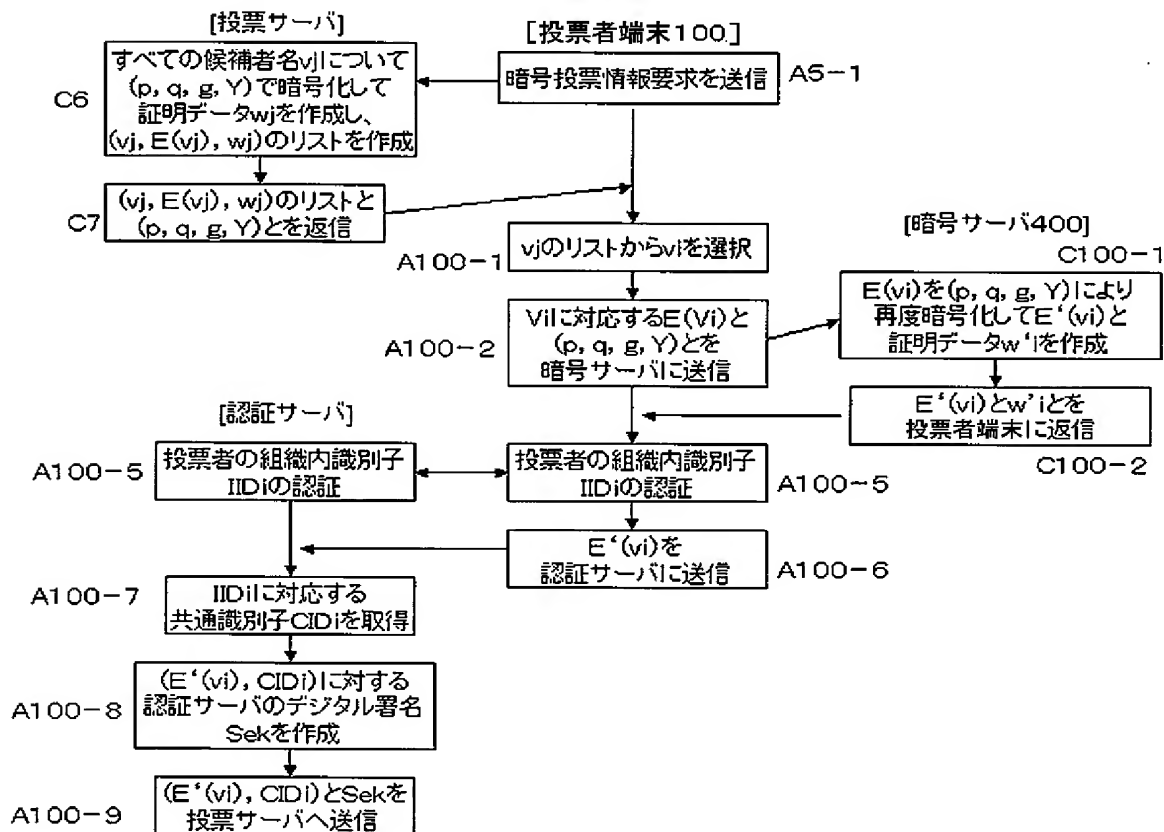 [投票サーバ]
すべての候補者名vjについて
(p, q, g, Y)で暗号化して
証明データwjを作成し、
(vj, E(vj), wj)のリストを作成
C6
[投票者端末100]
暗号投票情報要求を送信
A5-1
(vj, E(vj), wj)のリストと
(p, q, g, Y)とを返信
C7
vjのリストからviを選択
A100-1
Viに対応するE(Vi)と
(p, q, g, Y)とを
暗号サーバに送信
A100-2
[暗号サーバ400]
C100-1
E(vi)を(p, q, g, Y)により
再度暗号化してE‘(vi)と
証明データw’iを作成
E‘(vi)とw’iとを
投票者端末に返信
C100-2
[認証サーバ]
A100-5
投票者の組織内識別子
IIDiの認証
投票者の組織内識別子
IIDiの認証
A100-5
E‘(vi)を
認証サーバに送信
A100-6
A100-7
IIDiに対応する
共通識別子CIDiを取得
A100-8
(E‘(vi), CIDi)に対する
認証サーバのデジタル署名
Sekを作成
A100-9
(E‘(vi), CIDi)とSekを
投票サーバへ送信